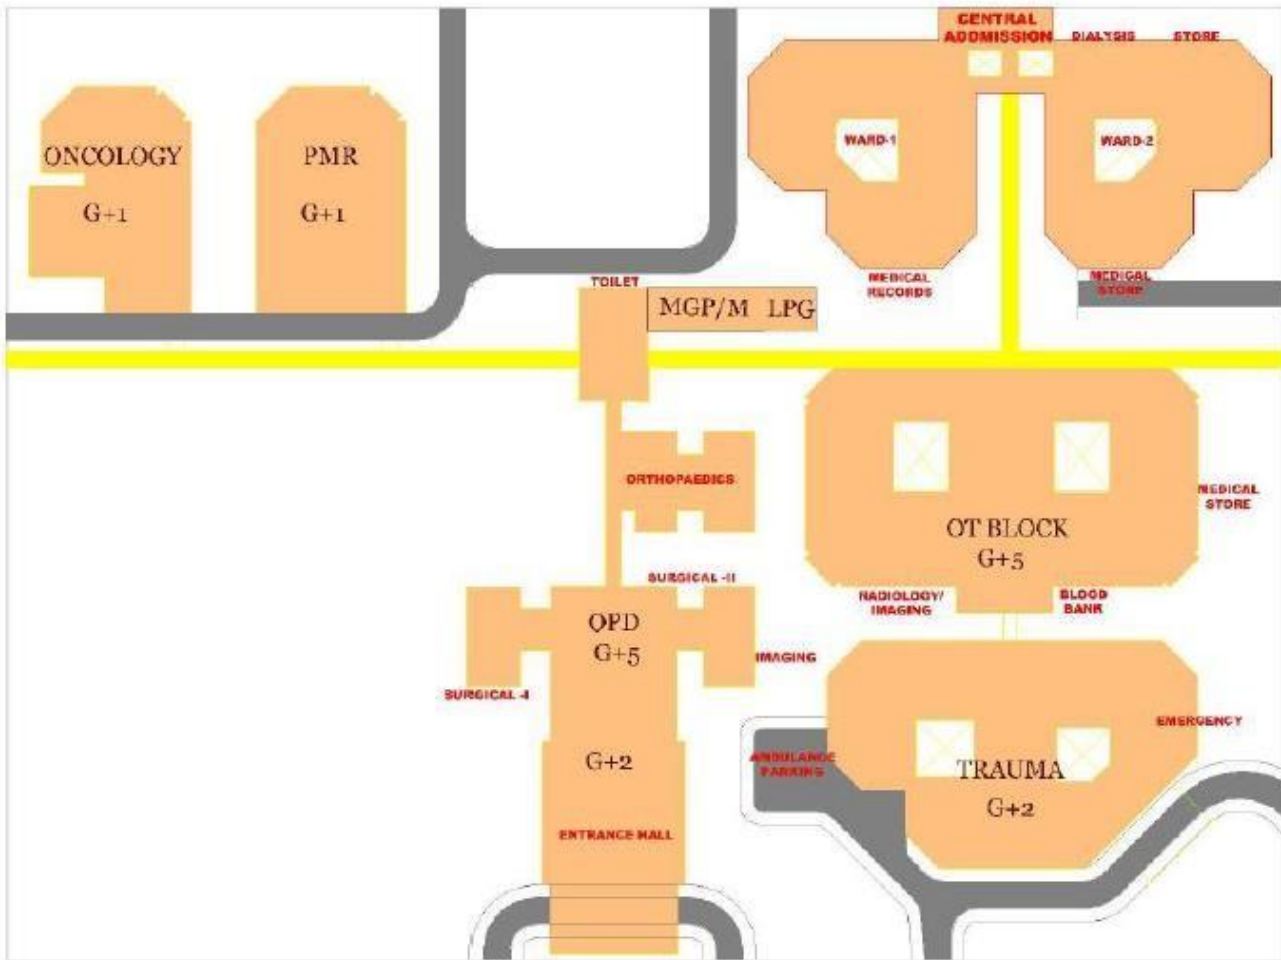 CENTRAL
ADDMISSION
DIALYSIS
STORE
WARD-1
WARD-2
ONCOLOGY
G+1
PMR
G+1
MEDICAL
RECORDS
MEDICAL
STORE
TOILET
MGP/M LPG
ORTHOPAEDICS
MEDICAL
STORE
OT BLOCK
G+5
SURGICAL -II
RADIOLOGY/
IMAGING
BLOOD
BANK
OPD
G+5
IMAGING
SURGICAL -I
EMERGENCY
AMBULANCE
PARKING
TRAUMA
G+2
G+2
ENTRANCE HALL